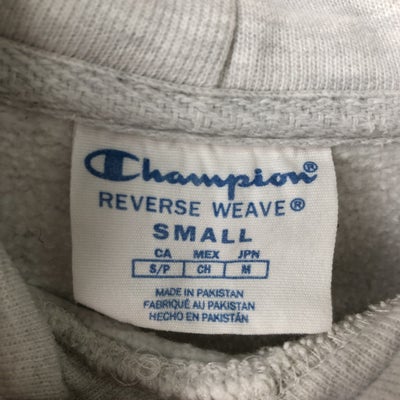 Champion®
REVERSE WEAVE®
SMALL
CA MEX JPN
S/P CH M
MADE IN PAKISTAN
FABRIQUÉ AU PAKISTAN
HECHO EN PAKISTÁN